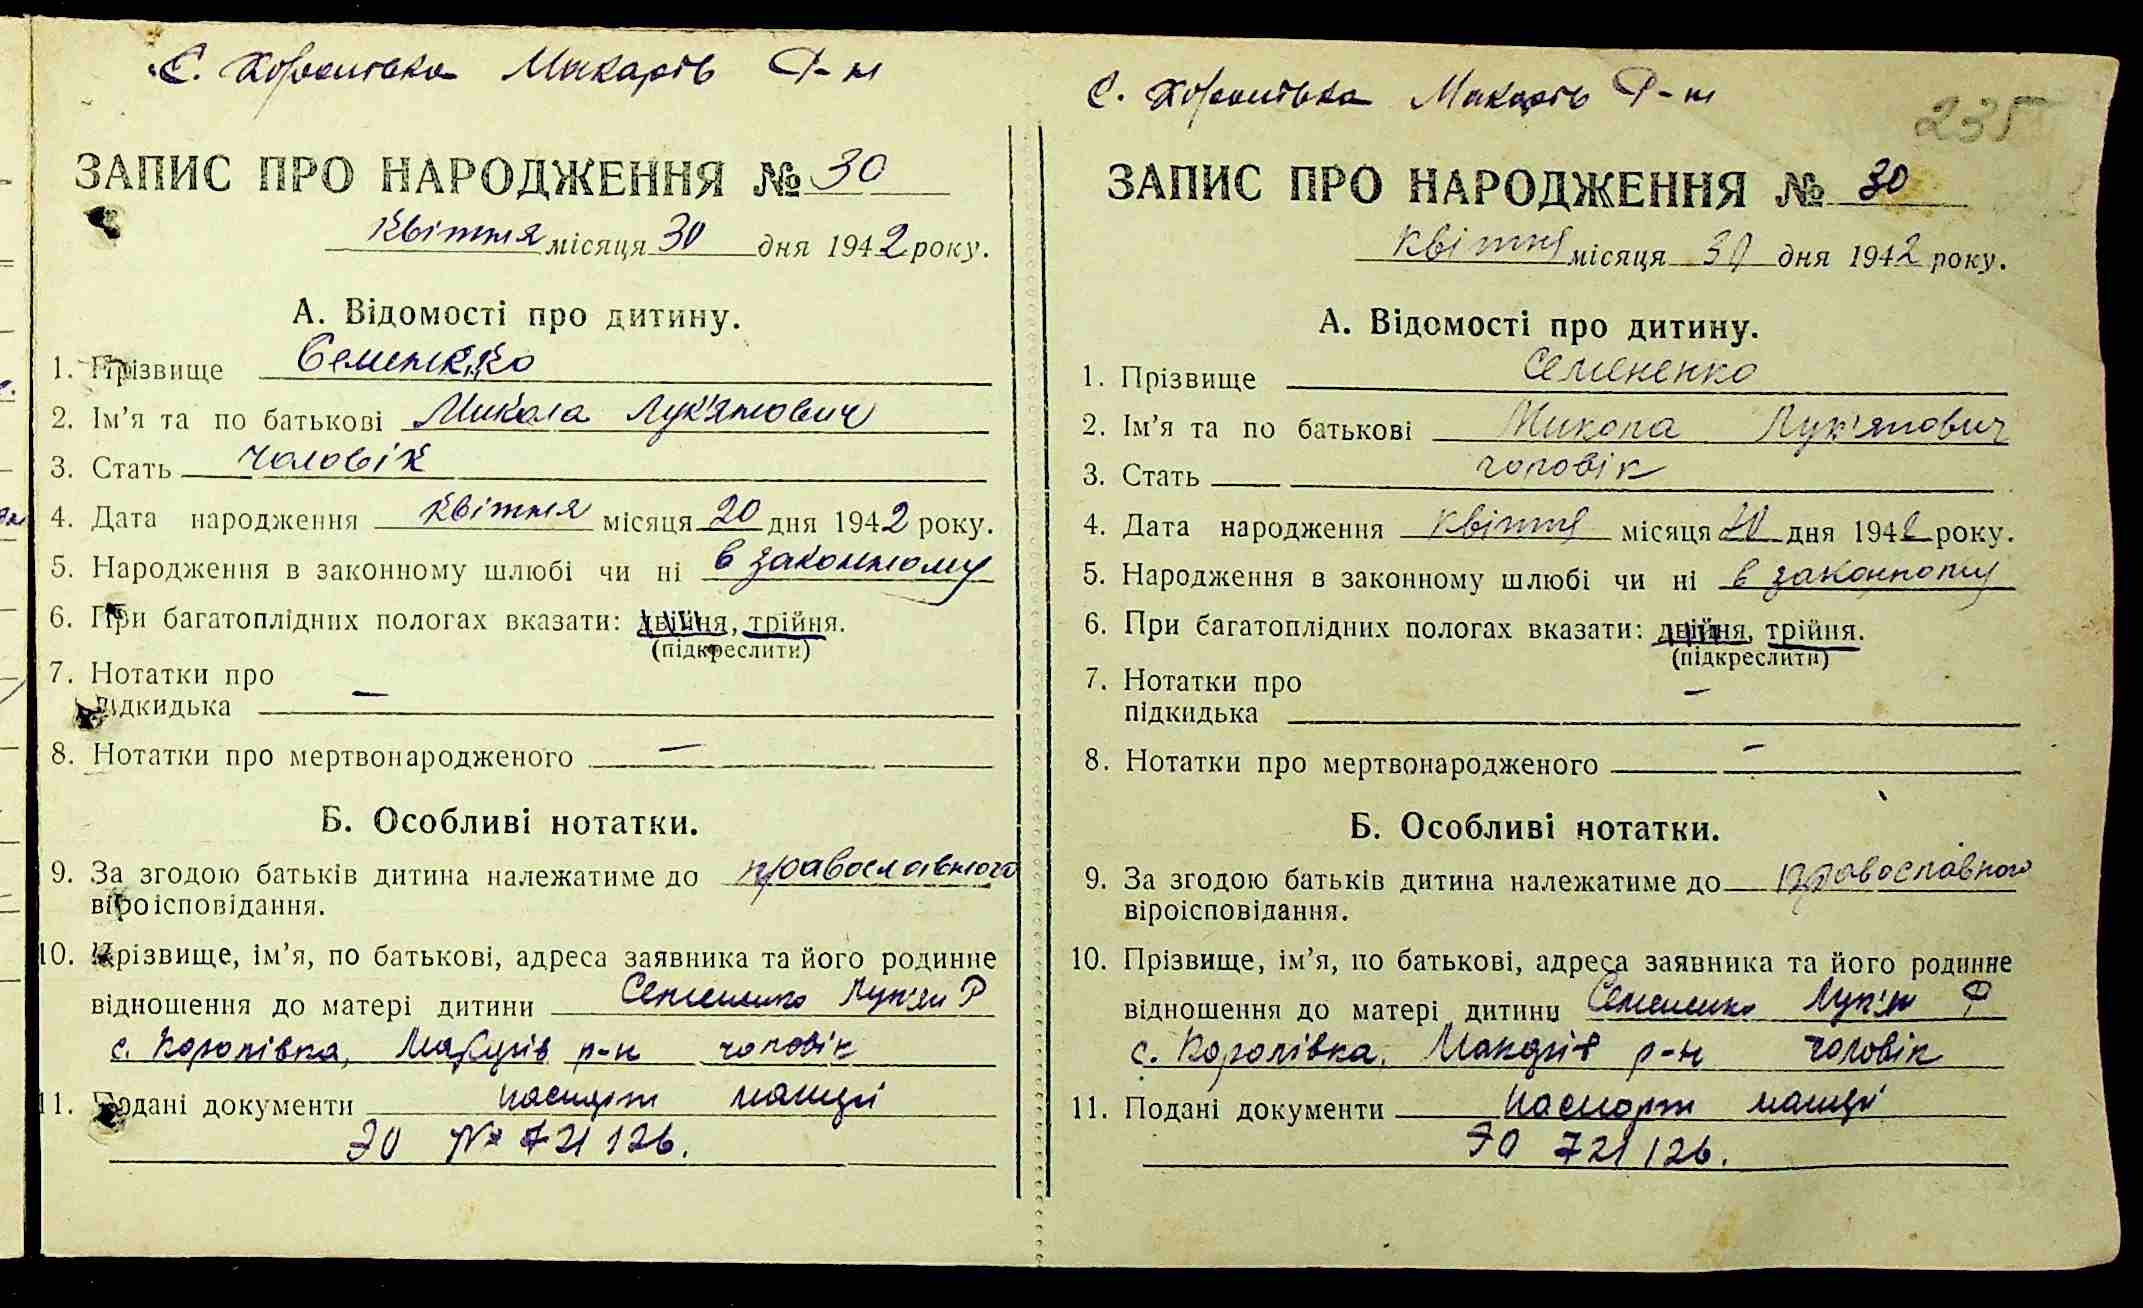 с. Королівка Макарів р-н
ЗАПИС ПРО НАРОДЖЕННЯ № 30
квітня місяця 30 дня 1942 року.
А. Відомості про дитину.
1. Прізвище Семененко
2. Ім'я та по батькові Микола Лук'янович
3. Стать чоловік
4. Дата народження квітня місяця 20 дня 1942 року.
5. Народження в законному шлюбі чи ні в законному
6. При багатоплідних пологах вказати: двійня, трійня.
(підкреслити)
7. Нотатки про
підкидька —
8. Нотатки про мертвонародженого —
Б. Особливі нотатки.
9. За згодою батьків дитина належатиме до православного
віроісповідання.
10. Прізвище, ім'я, по батькові, адреса заявника та його родинне
відношення до матері дитини Семененко Лук'ян Р
с. Королівка, Макарів р-н чоловік
11. Подані документи паспорт матері
ЭО № 721126.
с. Королівка Макарів р-н
235
ЗАПИС ПРО НАРОДЖЕННЯ № 30
квітня місяця 30 дня 1942 року.
А. Відомості про дитину.
1. Прізвище Семененко
2. Ім'я та по батькові Микола Лук'янович
3. Стать чоловік
4. Дата народження квітня місяця 20 дня 1942 року.
5. Народження в законному шлюбі чи ні в законному
6. При багатоплідних пологах вказати: двійня, трійня.
(підкреслити)
7. Нотатки про
підкидька —
8. Нотатки про мертвонародженого —
Б. Особливі нотатки.
9. За згодою батьків дитина належатиме до православного
віроісповідання.
10. Прізвище, ім'я, по батькові, адреса заявника та його родинне
відношення до матері дитини Семененко Лук'ян Р
с. Королівка, Макарів р-н чоловік
11. Подані документи паспорт матері
ЭО 721126.